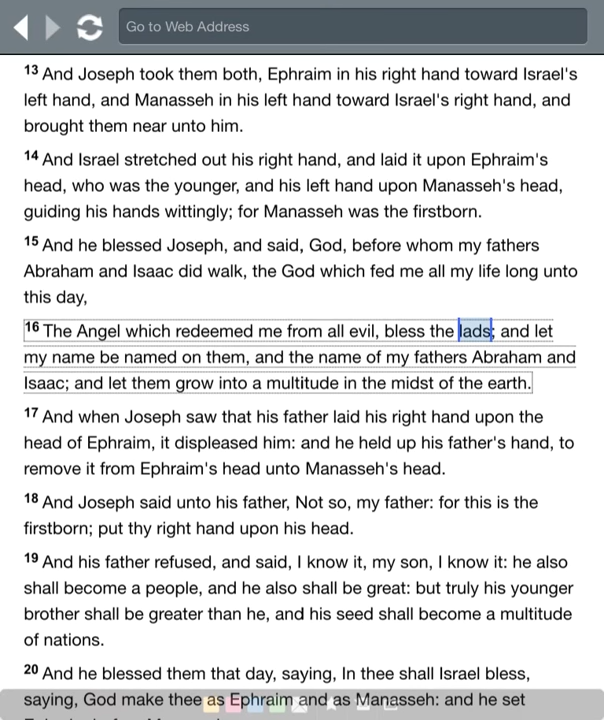 Go to Web Address
13 And Joseph took them both, Ephraim in his right hand toward Israel's
left hand, and Manasseh in his left hand toward Israel's right hand, and
brought them near unto him.
14 And Israel stretched out his right hand, and laid it upon Ephraim's
head, who was the younger, and his left hand upon Manasseh's head,
guiding his hands wittingly; for Manasseh was the firstborn.
15 And he blessed Joseph, and said, God, before whom my fathers
Abraham and Isaac did walk, the God which fed me all my life long unto
this day,
16 The Angel which redeemed me from all evil, bless the lads; and let
my name be named on them, and the name of my fathers Abraham and
Isaac; and let them grow into a multitude in the midst of the earth.
17 And when Joseph saw that his father laid his right hand upon the
head of Ephraim, it displeased him: and he held up his father's hand, to
remove it from Ephraim's head unto Manasseh's head.
18 And Joseph said unto his father, Not so, my father: for this is the
firstborn; put thy right hand upon his head.
19 And his father refused, and said, I know it, my son, I know it: he also
shall become a people, and he also shall be great: but truly his younger
brother shall be greater than he, and his seed shall become a multitude
of nations.
20 And he blessed them that day, saying, In thee shall Israel bless,
saying, God make thee as Ephraim and as Manasseh: and he set